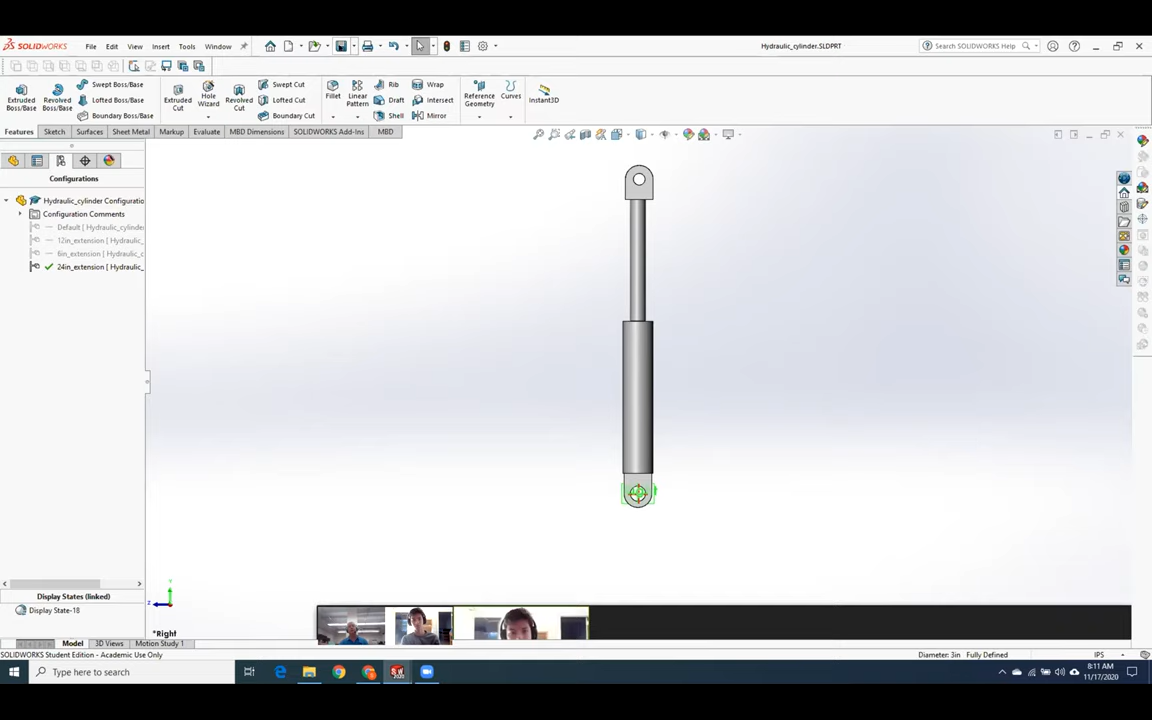 SOLIDWORKS File Edit View Insert Tools Window Hydraulic_cylinder.SLDPRT Search SOLIDWORKS Help
Extruded Boss/Base
Revolved Boss/Base
Swept Boss/Base
Lofted Boss/Base
Boundary Boss/Base
Extruded Cut
Hole Wizard
Revolved Cut
Swept Cut
Lofted Cut
Boundary Cut
Fillet
Linear Pattern
Rib
Draft
Shell
Wrap
Intersect
Mirror
Reference Geometry
Curves
Instant3D
Features Sketch Surfaces Sheet Metal Markup Evaluate MBD Dimensions SOLIDWORKS Add-Ins MBD
Configurations
Hydraulic_cylinder Configuratio
Configuration Comments
Default [ Hydraulic_cylinde
12in_extension [ Hydraulic_
6in_extension [ Hydraulic_c
24in_extension [ Hydraulic_
Display States (linked)
Display State-18
Y
Z
*Right
Model 3D Views Motion Study 1
SOLIDWORKS Student Edition - Academic Use Only Diameter: 3in Fully Defined IPS
Type here to search
8:11 AM
11/17/2020